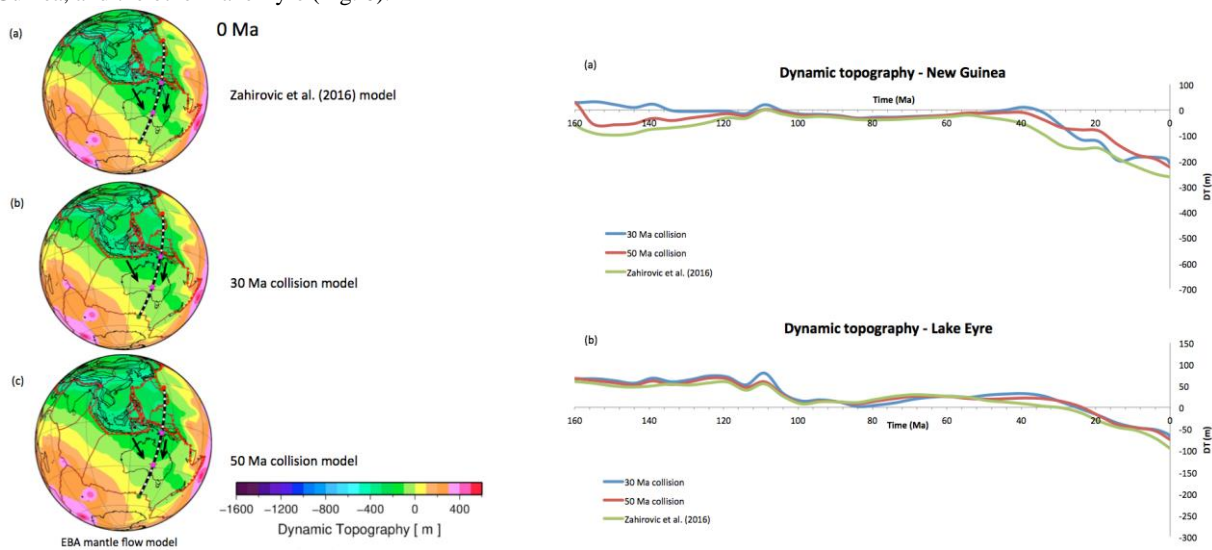 (a)
0 Ma
Zahirovic et al. (2016) model
(b)
30 Ma collision model
(c)
50 Ma collision model
−1600 −1200 −800 −400 0 400
Dynamic Topography [ m ]
EBA mantle flow model
(a)
Dynamic topography - New Guinea
Time (Ma)
160 140 120 100 80 60 40 20 0
100
0
-100
-200
-300
-400
-500
-600
-700
DT (m)
30 Ma collision
50 Ma collision
Zahirovic et al. (2016)
(b)
Dynamic topography - Lake Eyre
160 140 120 100 80 60 40 20 0
Time (Ma)
150
100
50
0
-50
-100
-150
-200
-250
-300
DT (m)
30 Ma collision
50 Ma collision
Zahirovic et al. (2016)